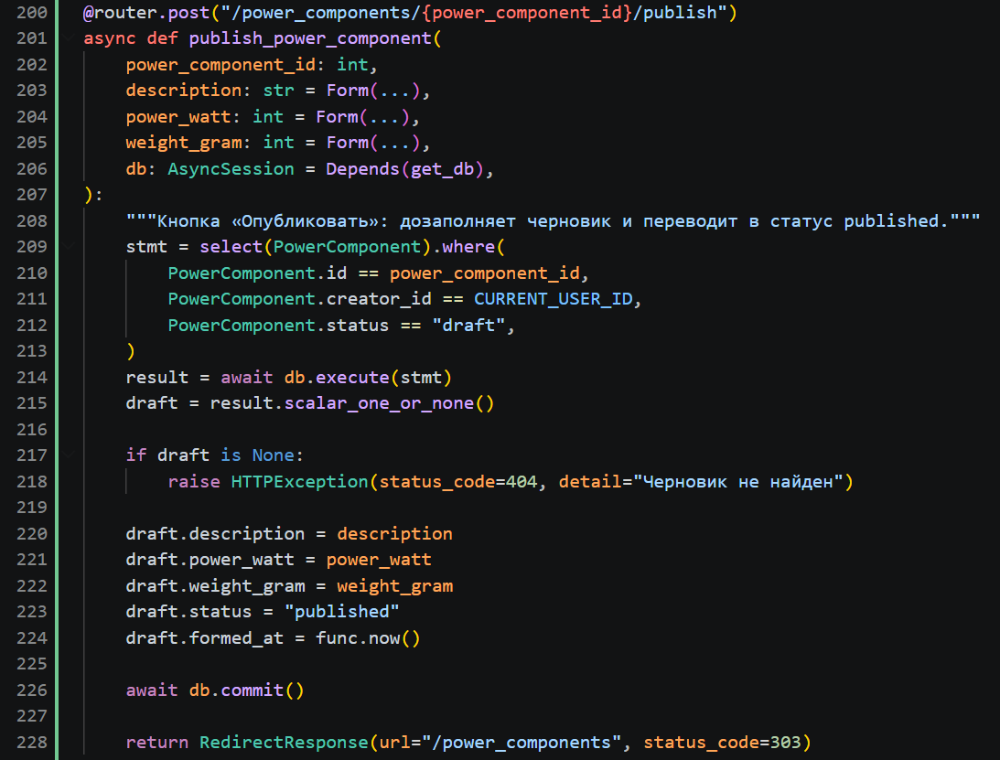 200 @router.post("/power_components/{power_component_id}/publish")
201 async def publish_power_component(
202     power_component_id: int,
203     description: str = Form(...),
204     power_watt: int = Form(...),
205     weight_gram: int = Form(...),
206     db: AsyncSession = Depends(get_db),
207 ):
208     """Кнопка «Опубликовать»: дозаполняет черновик и переводит в статус published."""
209     stmt = select(PowerComponent).where(
210         PowerComponent.id == power_component_id,
211         PowerComponent.creator_id == CURRENT_USER_ID,
212         PowerComponent.status == "draft",
213     )
214     result = await db.execute(stmt)
215     draft = result.scalar_one_or_none()
216
217     if draft is None:
218         raise HTTPException(status_code=404, detail="Черновик не найден")
219
220     draft.description = description
221     draft.power_watt = power_watt
222     draft.weight_gram = weight_gram
223     draft.status = "published"
224     draft.formed_at = func.now()
225
226     await db.commit()
227
228     return RedirectResponse(url="/power_components", status_code=303)